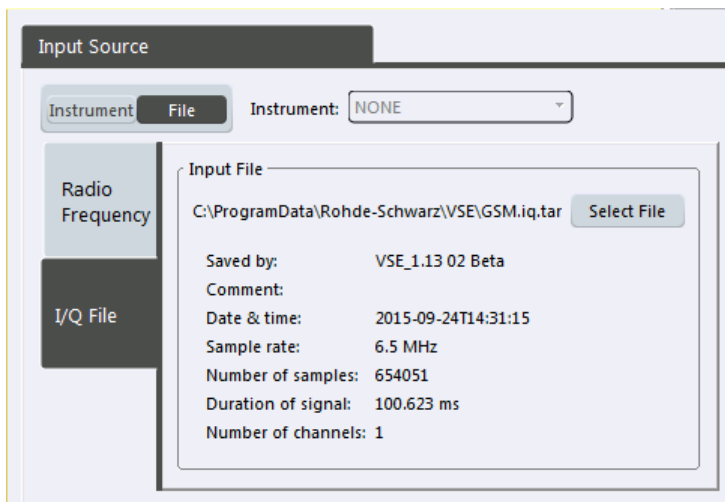 Input Source
Instrument File Instrument: NONE
Radio
Frequency
I/Q File
Input File
C:\ProgramData\Rohde-Schwarz\VSE\GSM.iq.tar Select File
Saved by: VSE_1.13 02 Beta
Comment:
Date & time: 2015-09-24T14:31:15
Sample rate: 6.5 MHz
Number of samples: 654051
Duration of signal: 100.623 ms
Number of channels: 1